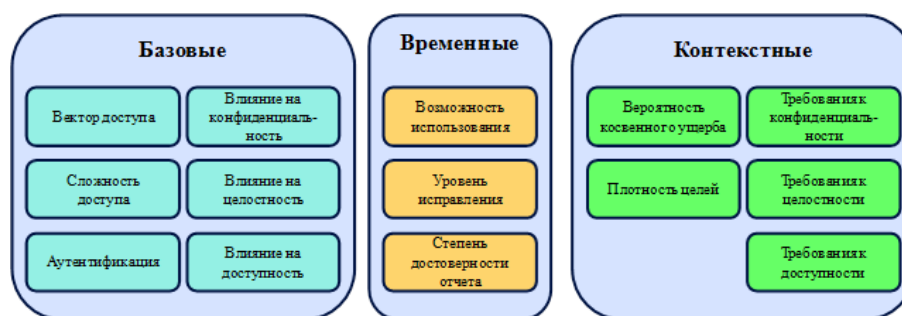 Базовые
Вектор доступа
Влияние на
конфиденциаль-
ность
Сложность
доступа
Влияние на
целостность
Аутентификация
Влияние на
доступность
Временные
Возможность
использования
Уровень
исправления
Степень
достоверности
отчета
Контекстные
Вероятность
косвенного ущерба
Требования к
конфиденциаль-
ности
Плотность целей
Требования к
целостности
Требования к
доступности